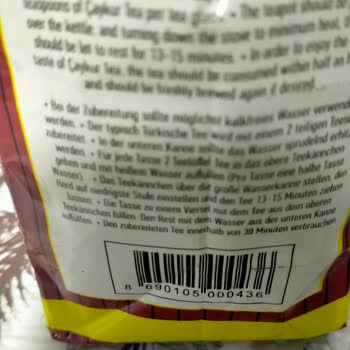 teaspoons of Çaykur Tea per tea glass. • The teapot should be
over the kettle, and turning down the stove to minimum heat,
should be let to rest for 13-15 minutes. • In order to enjoy the
taste of Çaykur Tea, the tea should be consumed within half an
and should be freshly brewed again if desired...
• Bei der Zubereitung sollte möglichst kalkfreies Wasser verwend
werden. • Der typisch Türkische Tee wird mit einem 2 teiligen
zubereitet. • In der unteren Kanne sollte das Wasser sprudelnd erhitz
werden. • Für jede Tasse 2 Teelöffel Tee in das obere Teekännchen
geben und mit heißem Wasser auffüllen (Pro Tasse eine halbe Tasse
Wasser). • Das Teekännchen über die große Wasserkanne stellen, den
Herd auf niedrigste Stufe einstellen und den Tee 13-15 Minuten ziehen
lassen. • Die Tasse zu einem Viertel mit dem Tee aus dem oberen
Teekännchen füllen. Den Rest mit dem Wasser aus der unteren Kanne
auffüllen. • Den zubereiteten Tee innerhalb von 30 Minuten verbrauchen
8 690105 000436